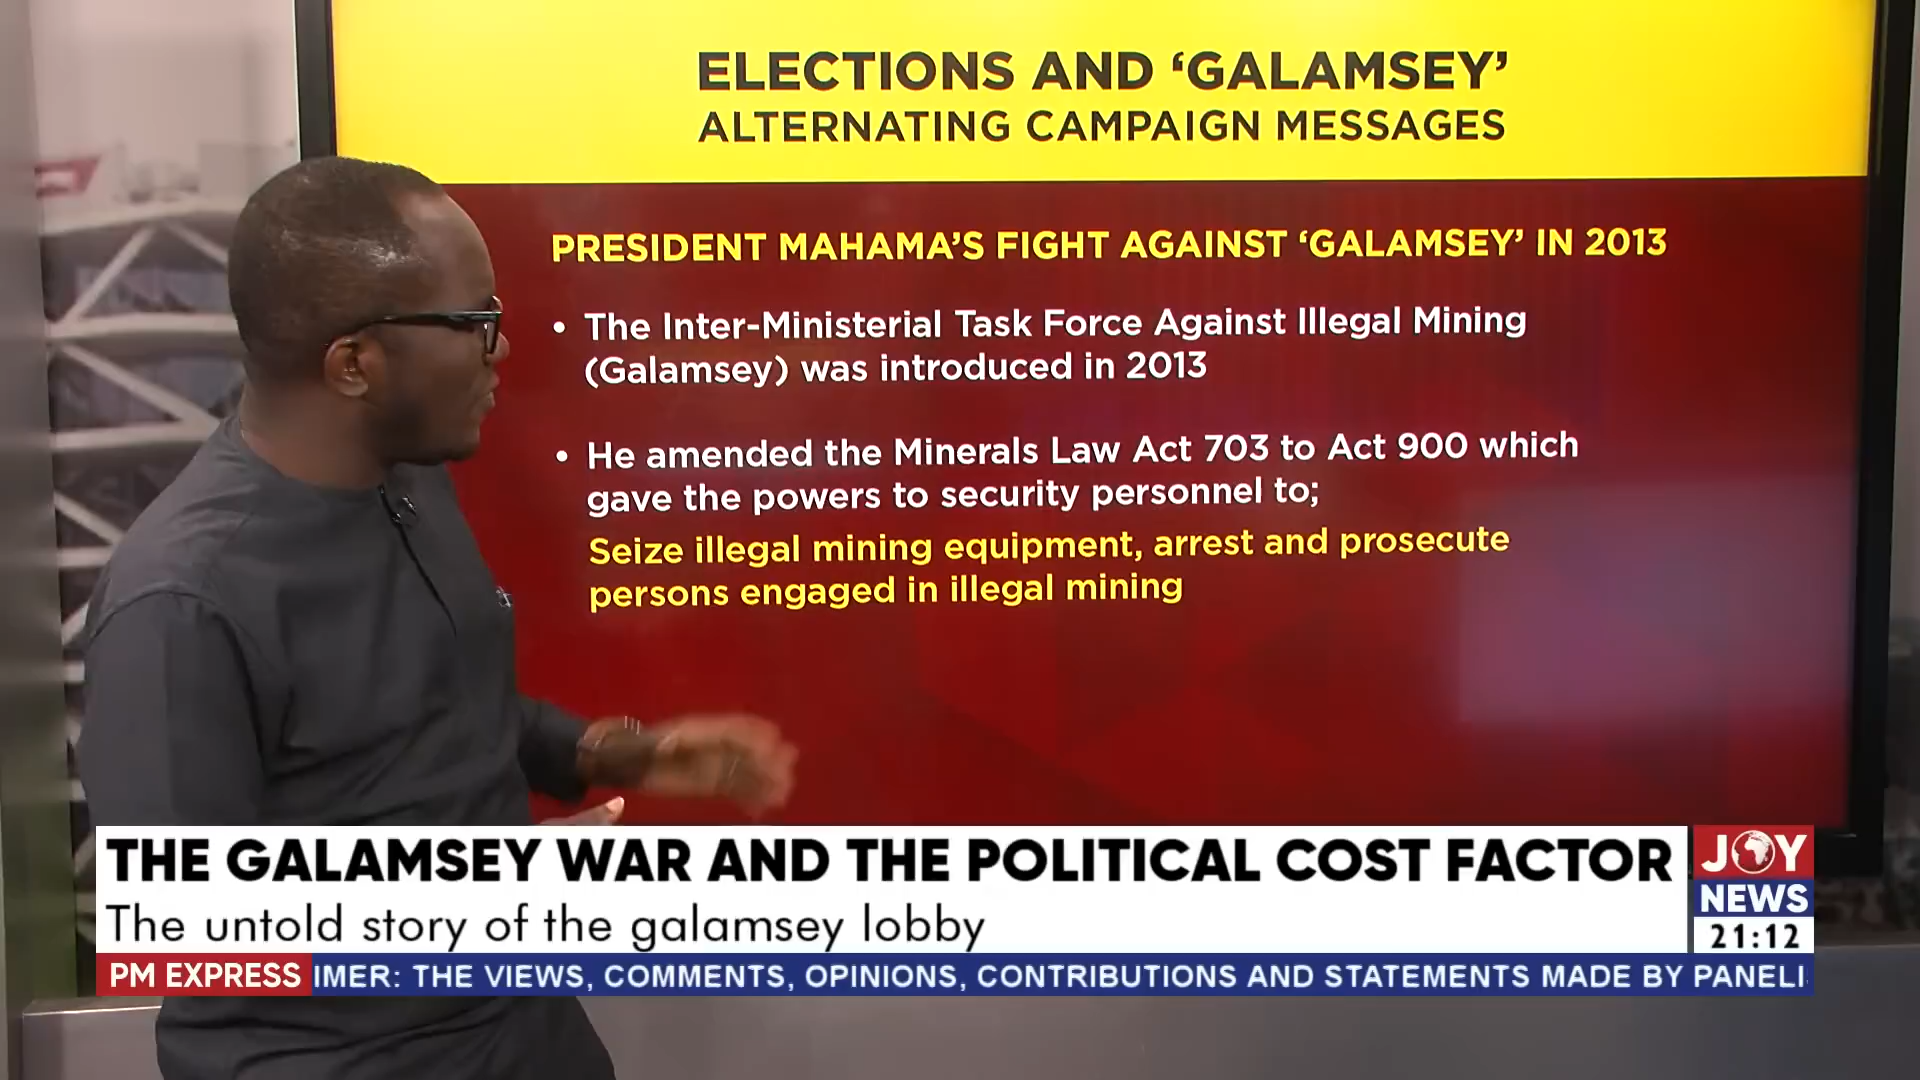 ELECTIONS AND ‘GALAMSEY’
ALTERNATING CAMPAIGN MESSAGES
PRESIDENT MAHAMA’S FIGHT AGAINST ‘GALAMSEY’ IN 2013
• The Inter-Ministerial Task Force Against Illegal Mining
(Galamsey) was introduced in 2013
• He amended the Minerals Law Act 703 to Act 900 which
gave the powers to security personnel to;
Seize illegal mining equipment, arrest and prosecute
persons engaged in illegal mining
THE GALAMSEY WAR AND THE POLITICAL COST FACTOR
The untold story of the galamsey lobby
JOY
NEWS
21:12
PM EXPRESS
IMER: THE VIEWS, COMMENTS, OPINIONS, CONTRIBUTIONS AND STATEMENTS MADE BY PANELI